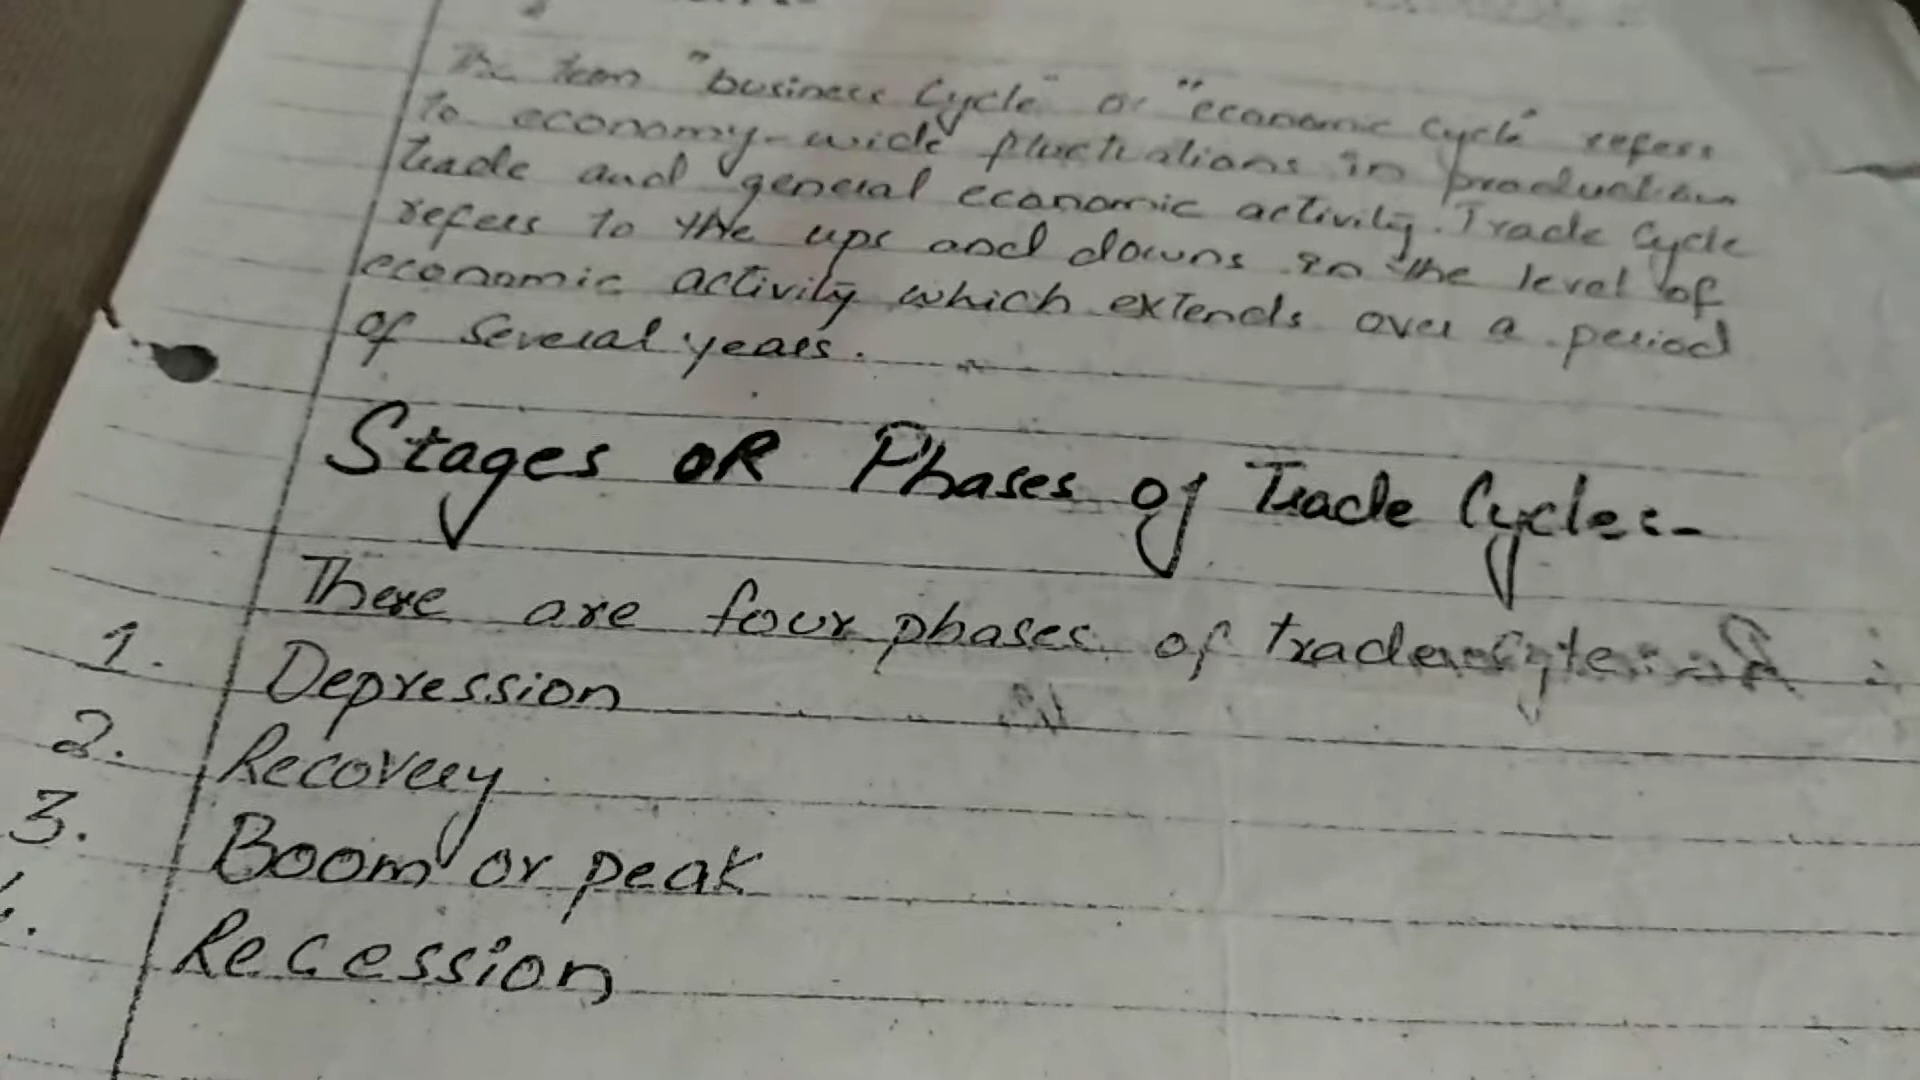 The term "business Cycle" or "economic Cycle" refers
to economy-wide fluctuations in production
trade and general economic activity. Trade Cycle
refers to the ups and downs in the level of
economic activity which extends over a period
of several years.
Stages OR Phases of Trade Cycle:-
There are four phases of trade
1. Depression
2. Recovery
3. Boom or peak
Recession